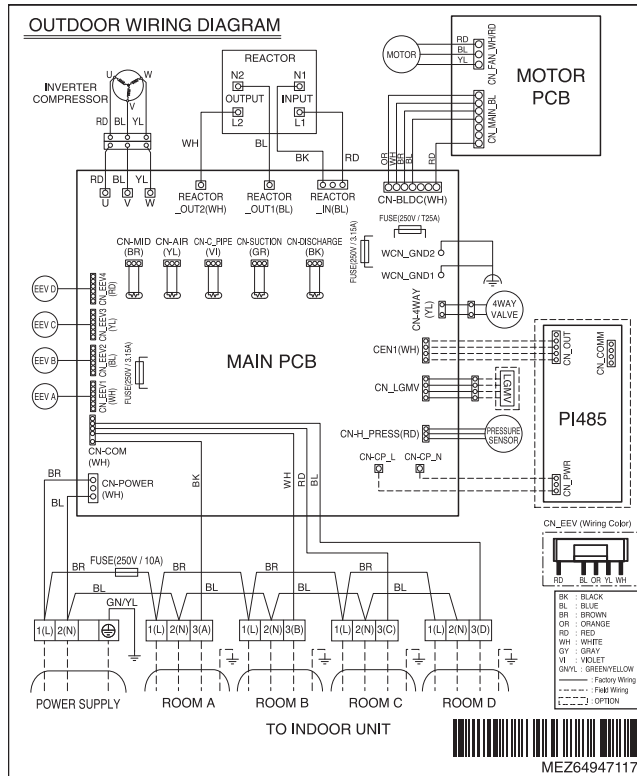 OUTDOOR WIRING DIAGRAM
REACTOR
N2 N1
OUTPUT INPUT
L2 L1
U W
V
INVERTER
COMPRESSOR
RD BL YL
WH BL BK RD
MOTOR
RD
BL
YL
CN_FAN_WH/RD
CN_MAIN_BL
MOTOR
PCB
OR WH BR BL RD
RD BL YL
U V W
REACTOR
_OUT2(WH)
REACTOR
_OUT1(BL)
REACTOR
_IN(BL)
CN-BLDC(WH)
FUSE(250V / T25A)
FUSE(250V / 3.15A)
WCN_GND2
WCN_GND1
CN-MID
(BR)
CN-AIR
(YL)
CN-C_PIPE
(VI)
CN-SUCTION
(GR)
CN-DISCHARGE
(BK)
EEV D
CN_EEV4
(RD)
EEV C
CN_EEV3
(YL)
EEV B
CN_EEV2
(BL)
EEV A
CN_EEV1
(WH)
FUSE(250V / 3.15A)
MAIN PCB
CN-4WAY
(YL)
4WAY
VALVE
CEN1(WH)
CN_LGMV
LGMV
CN-H_PRESS(RD)
PRESSURE
SENSOR
CN-CP_L CN-CP_N
CN_OUT
CN_COMM
PI485
CN_PWR
CN-COM
(WH)
CN-POWER
(WH)
BR
BL
BK
WH
RD
BL
CN_EEV (Wiring Color)
RD BL OR YL WH
FUSE(250V / 10A)
BR BR BR BR
BL BL BL BL
GN/YL
1(L) 2(N) 1(L) 2(N) 3(A) 1(L) 2(N) 3(B) 1(L) 2(N) 3(C) 1(L) 2(N) 3(D)
POWER SUPPLY ROOM A ROOM B ROOM C ROOM D
TO INDOOR UNIT
BK : BLACK
BL : BLUE
BR : BROWN
OR : ORANGE
RD : RED
WH : WHITE
GY : GRAY
VI : VIOLET
GN/YL : GREEN/YELLOW
: Factory Wiring
: Field Wiring
: OPTION
MEZ64947117